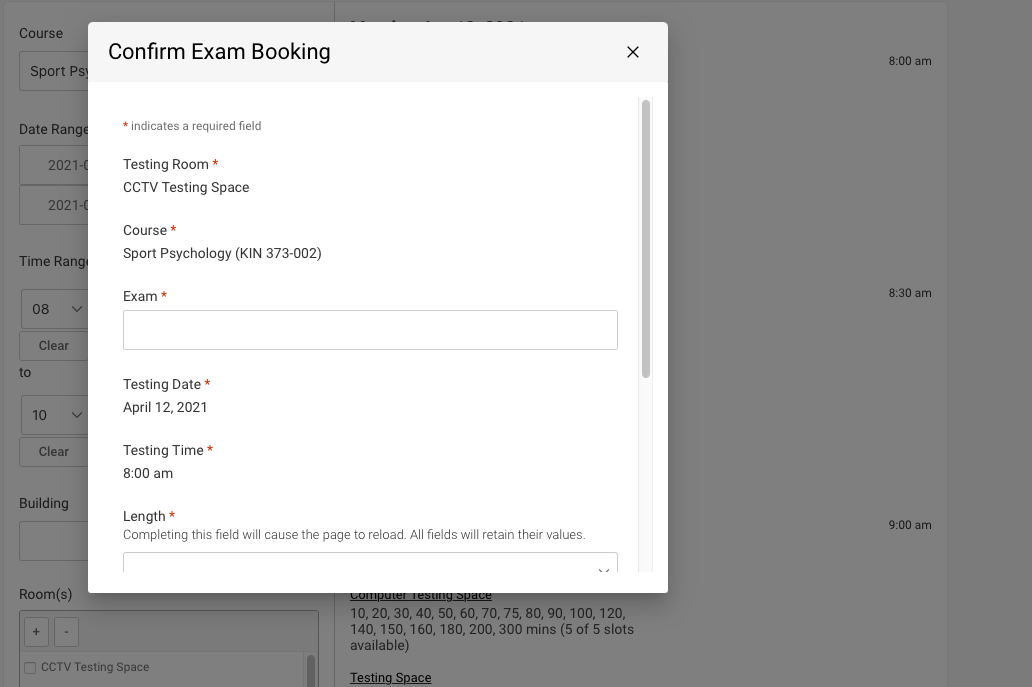 Course
Sport Psy
Date Range
2021-0
2021-0
Time Range
08
Clear
to
10
Clear
Building
Room(s)
+
-
CCTV Testing Space
Confirm Exam Booking
* indicates a required field
Testing Room *
CCTV Testing Space
Course *
Sport Psychology (KIN 373-002)
Exam *
Testing Date *
April 12, 2021
Testing Time *
8:00 am
Length *
Completing this field will cause the page to reload. All fields will retain their values.
8:00 am
8:30 am
9:00 am
Computer Testing Space
10, 20, 30, 40, 50, 60, 70, 75, 80, 90, 100, 120,
140, 150, 160, 180, 200, 300 mins (5 of 5 slots
available)
Testing Space